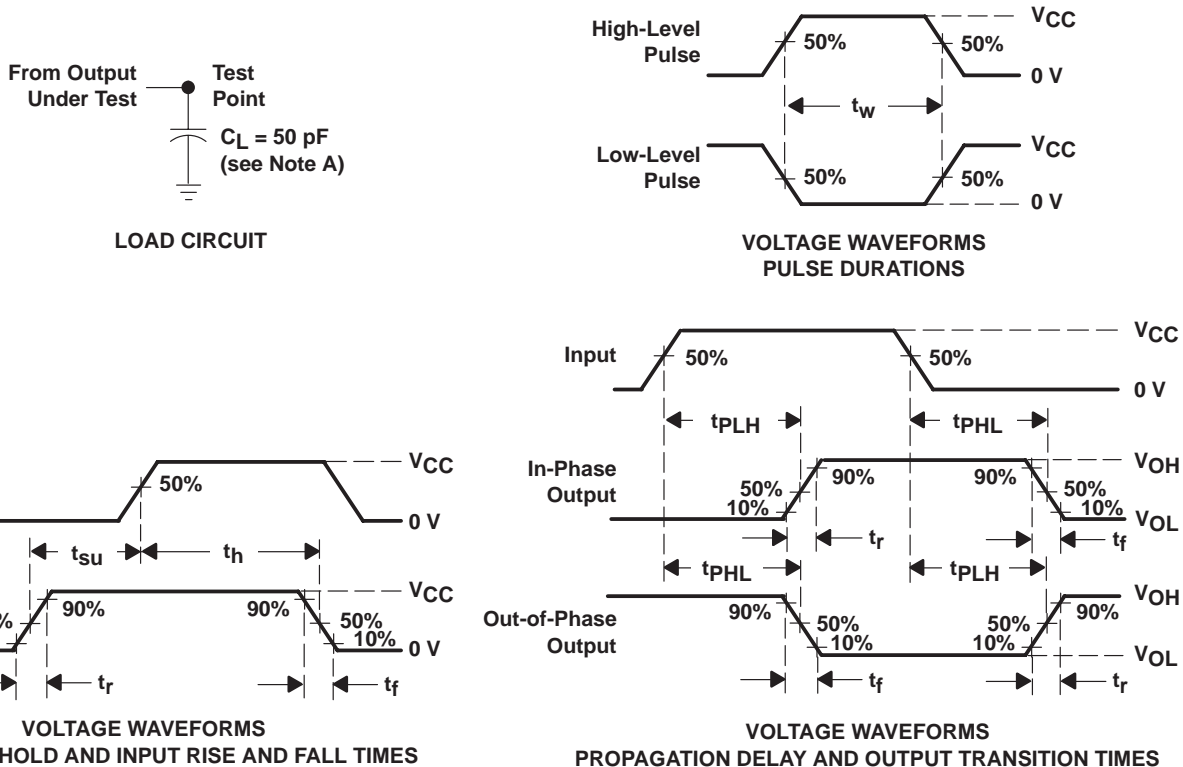 From Output
Under Test
Test
Point
CL = 50 pF
(see Note A)
LOAD CIRCUIT
High-Level
Pulse
50%
50%
VCC
0 V
tw
Low-Level
Pulse
50%
50%
VCC
0 V
VOLTAGE WAVEFORMS
PULSE DURATIONS
50%
VCC
0 V
tsu
th
%
90%
90%
50%
10%
VCC
0 V
tr
tf
VOLTAGE WAVEFORMS
HOLD AND INPUT RISE AND FALL TIMES
Input
50%
50%
VCC
0 V
tPLH
tPHL
In-Phase
Output
50%
10%
90%
90%
50%
10%
VOH
VOL
tr
tf
tPHL
tPLH
Out-of-Phase
Output
90%
50%
10%
50%
10%
90%
VOH
VOL
tf
tr
VOLTAGE WAVEFORMS
PROPAGATION DELAY AND OUTPUT TRANSITION TIMES